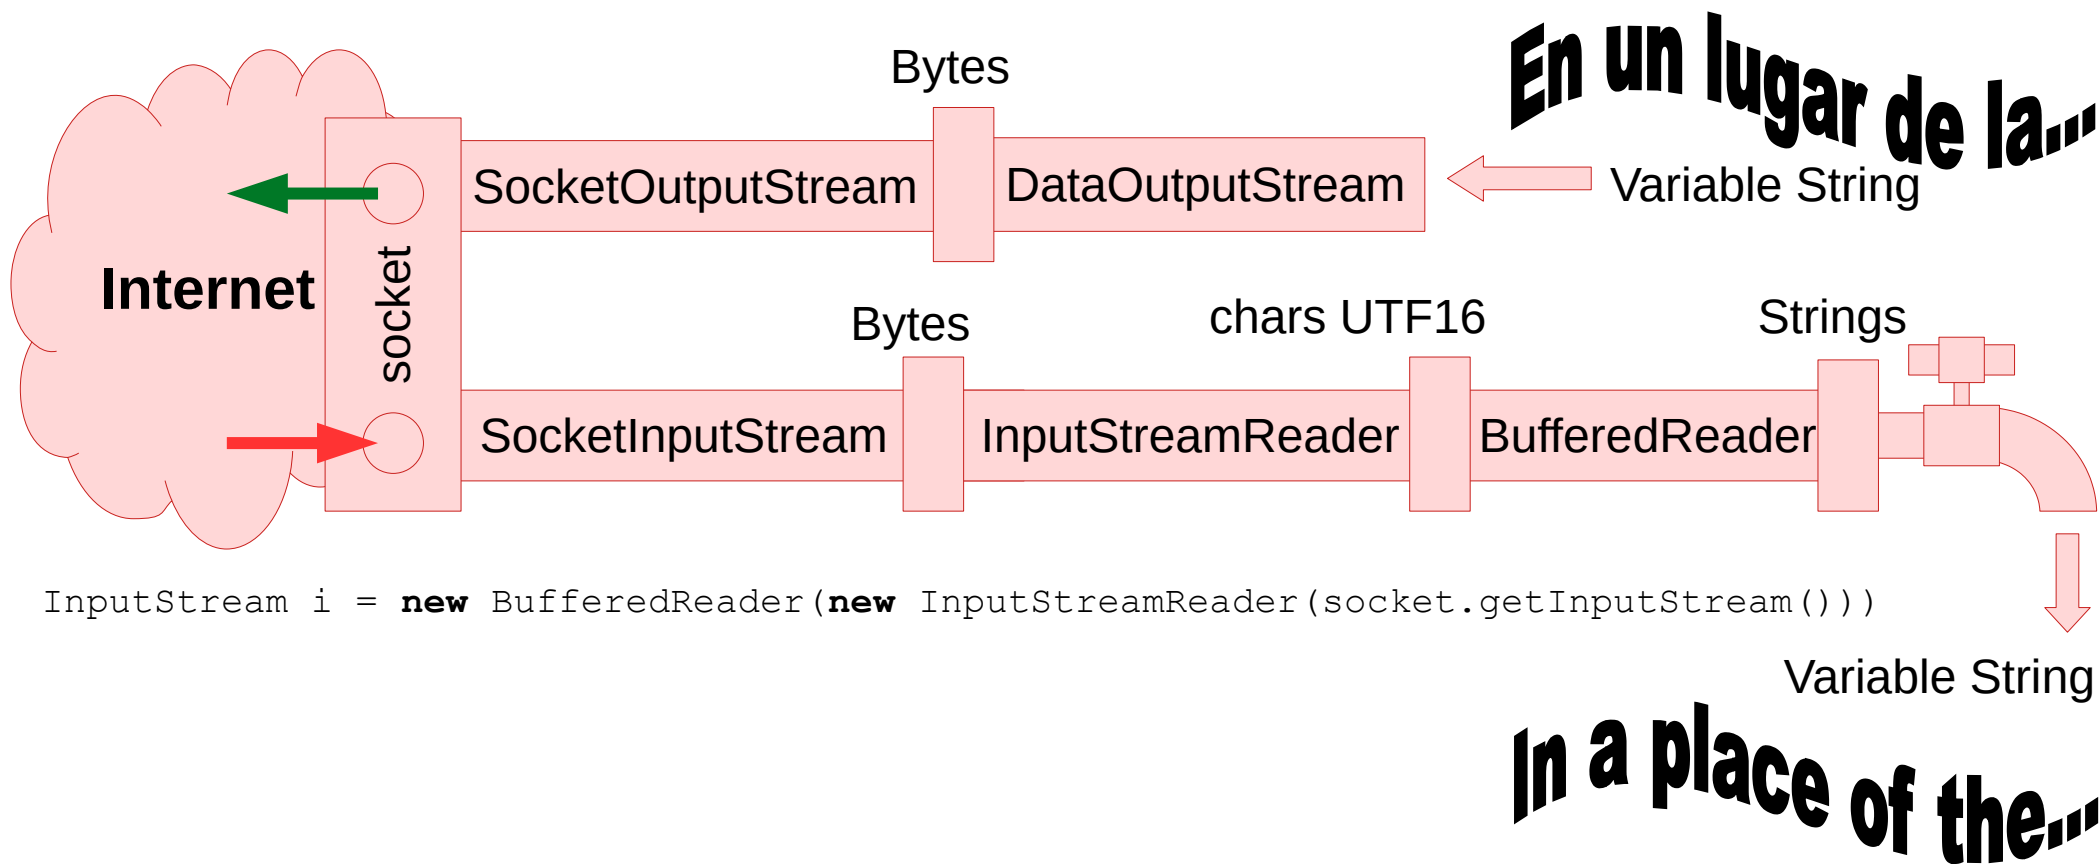 En un lugar de la...
Bytes
SocketOutputStream
DataOutputStream
Variable String
Internet
socket
Bytes
chars UTF16
Strings
SocketInputStream
InputStreamReader
BufferedReader
InputStream i = new BufferedReader(new InputStreamReader(socket.getInputStream()))
Variable String
In a place of the...